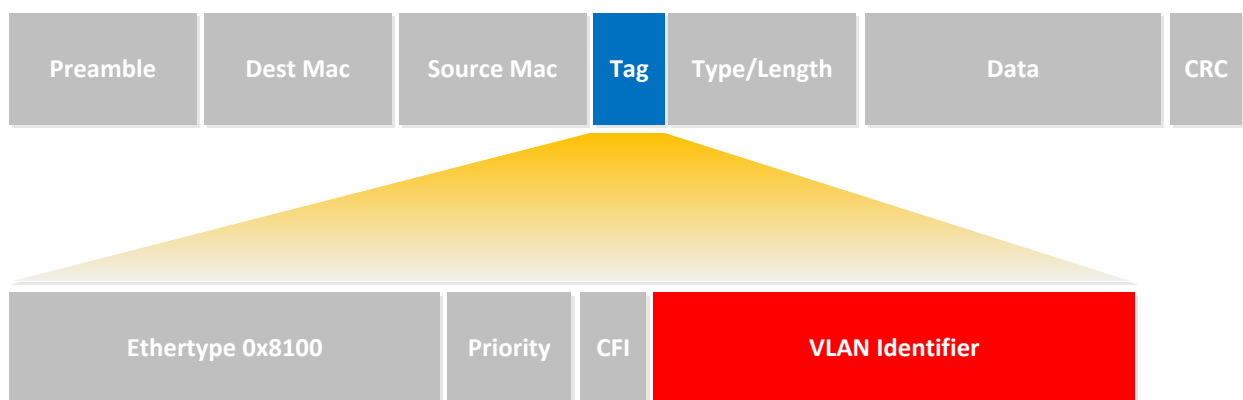 Preamble
Dest Mac
Source Mac
Tag
Type/Length
Data
CRC
Ethertype 0x8100
Priority
CFI
VLAN Identifier